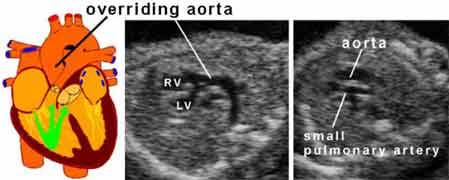 overriding aorta
RV
LV
aorta
small
pulmonary artery